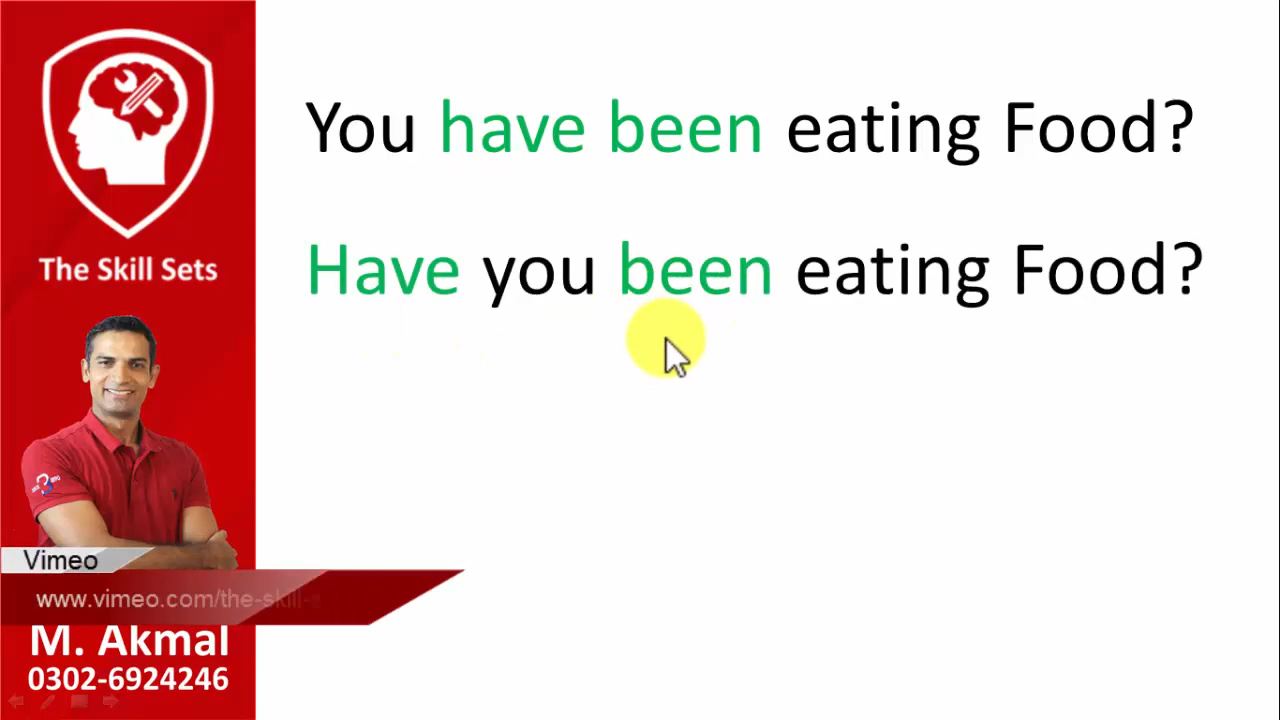 You have been eating Food?
Have you been eating Food?
The Skill Sets
Vimeo
www.vimeo.com/the-skill-s
M. Akmal
0302-6924246